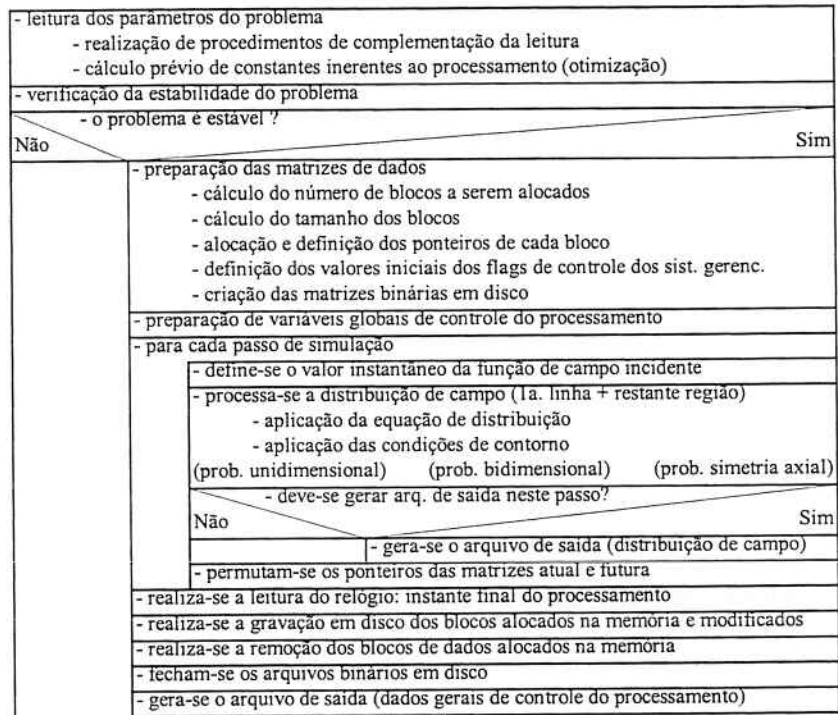 - leitura dos parâmetros do problema
- realização de procedimentos de complementação da leitura
- cálculo prévio de constantes inerentes ao processamento (otimização)
- verificação da estabilidade do problema
- o problema é estável ?
Não Sim
- preparação das matrizes de dados
- cálculo do número de blocos a serem alocados
- cálculo do tamanho dos blocos
- alocação e definição dos ponteiros de cada bloco
- definição dos valores iniciais dos flags de controle dos sist. gerenc.
- criação das matrizes binárias em disco
- preparação de variáveis globais de controle do processamento
- para cada passo de simulação
- define-se o valor instantâneo da função de campo incidente
- processa-se a distribuição de campo (1a. linha + restante região)
- aplicação da equação de distribuição
- aplicação das condições de contorno
(prob. unidimensional) (prob. bidimensional) (prob. simetria axial)
- deve-se gerar arq. de saída neste passo?
Não Sim
- gera-se o arquivo de saída (distribuição de campo)
- permutam-se os ponteiros das matrizes atual e futura
- realiza-se a leitura do relógio: instante final do processamento
- realiza-se a gravação em disco dos blocos alocados na memória e modificados
- realiza-se a remoção dos blocos de dados alocados na memória
- fecham-se os arquivos binários em disco
- gera-se o arquivo de saída (dados gerais de controle do processamento)